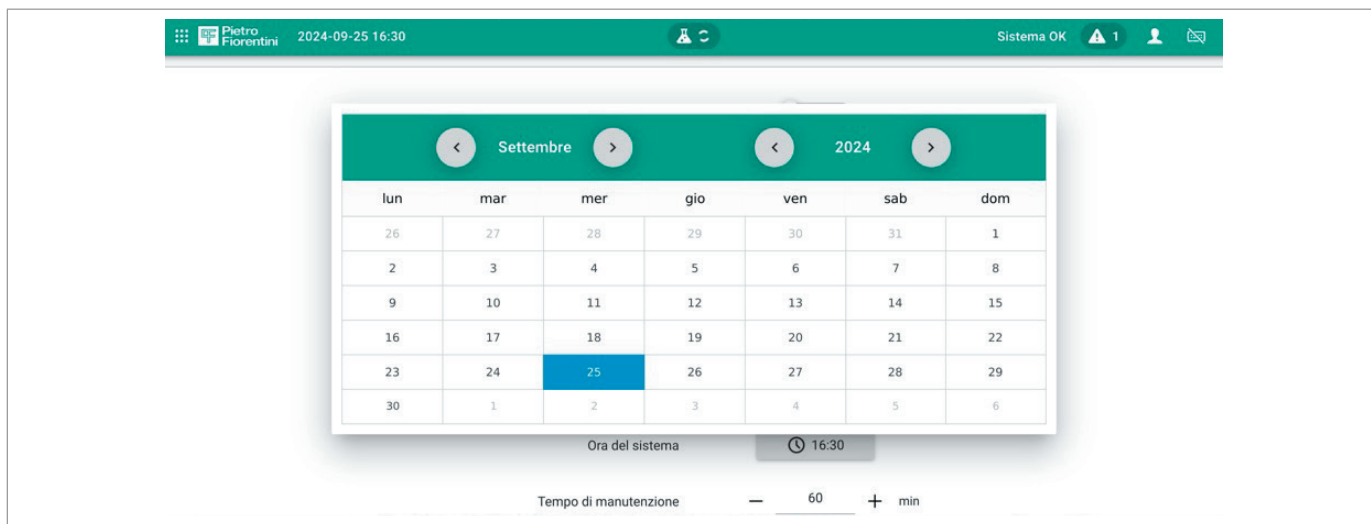 Pietro Fiorentini 2024-09-25 16:30 Sistema OK 1
Settembre 2024
lun mar mer gio ven sab dom
26 27 28 29 30 31 1
2 3 4 5 6 7 8
9 10 11 12 13 14 15
16 17 18 19 20 21 22
23 24 25 26 27 28 29
30 1 2 3 4 5 6
Ora del sistema 16:30
Tempo di manutenzione — 60 + min